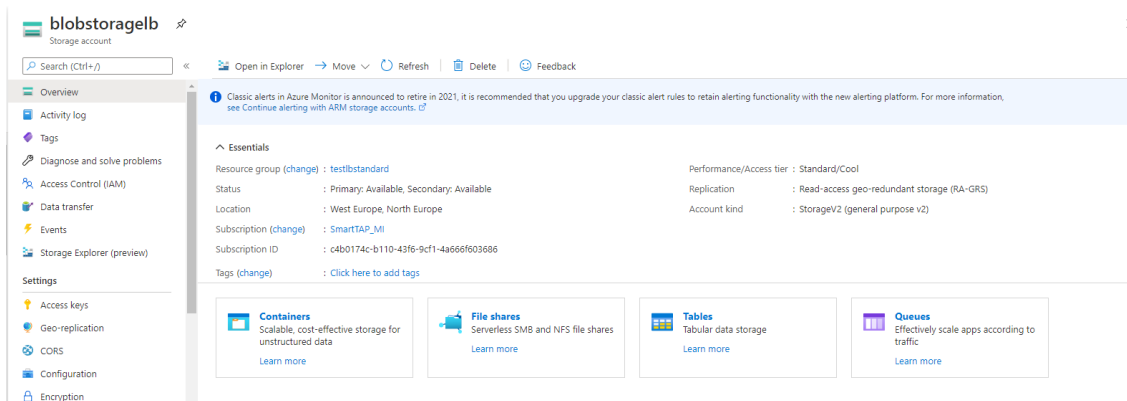 blobstoragelb
Storage account
Search (Ctrl+/)
«
Open in Explorer
Move
Refresh
Delete
Feedback
Overview
Activity log
Tags
Diagnose and solve problems
Access Control (IAM)
Data transfer
Events
Storage Explorer (preview)
Settings
Access keys
Geo-replication
CORS
Configuration
Encryption
Classic alerts in Azure Monitor is announced to retire in 2021, it is recommended that you upgrade your classic alert rules to retain alerting functionality with the new alerting platform. For more information,
see Continue alerting with ARM storage accounts.
Essentials
Resource group (change) : testlbstandard
Status : Primary: Available, Secondary: Available
Location : West Europe, North Europe
Subscription (change) : SmartTAP_MI
Subscription ID : c4b0174c-b110-43f6-9cf1-4a666f603686
Tags (change) : Click here to add tags
Performance/Access tier : Standard/Cool
Replication : Read-access geo-redundant storage (RA-GRS)
Account kind : StorageV2 (general purpose v2)
Containers
Scalable, cost-effective storage for
unstructured data
Learn more
File shares
Serverless SMB and NFS file shares
Learn more
Tables
Tabular data storage
Learn more
Queues
Effectively scale apps according to
traffic
Learn more